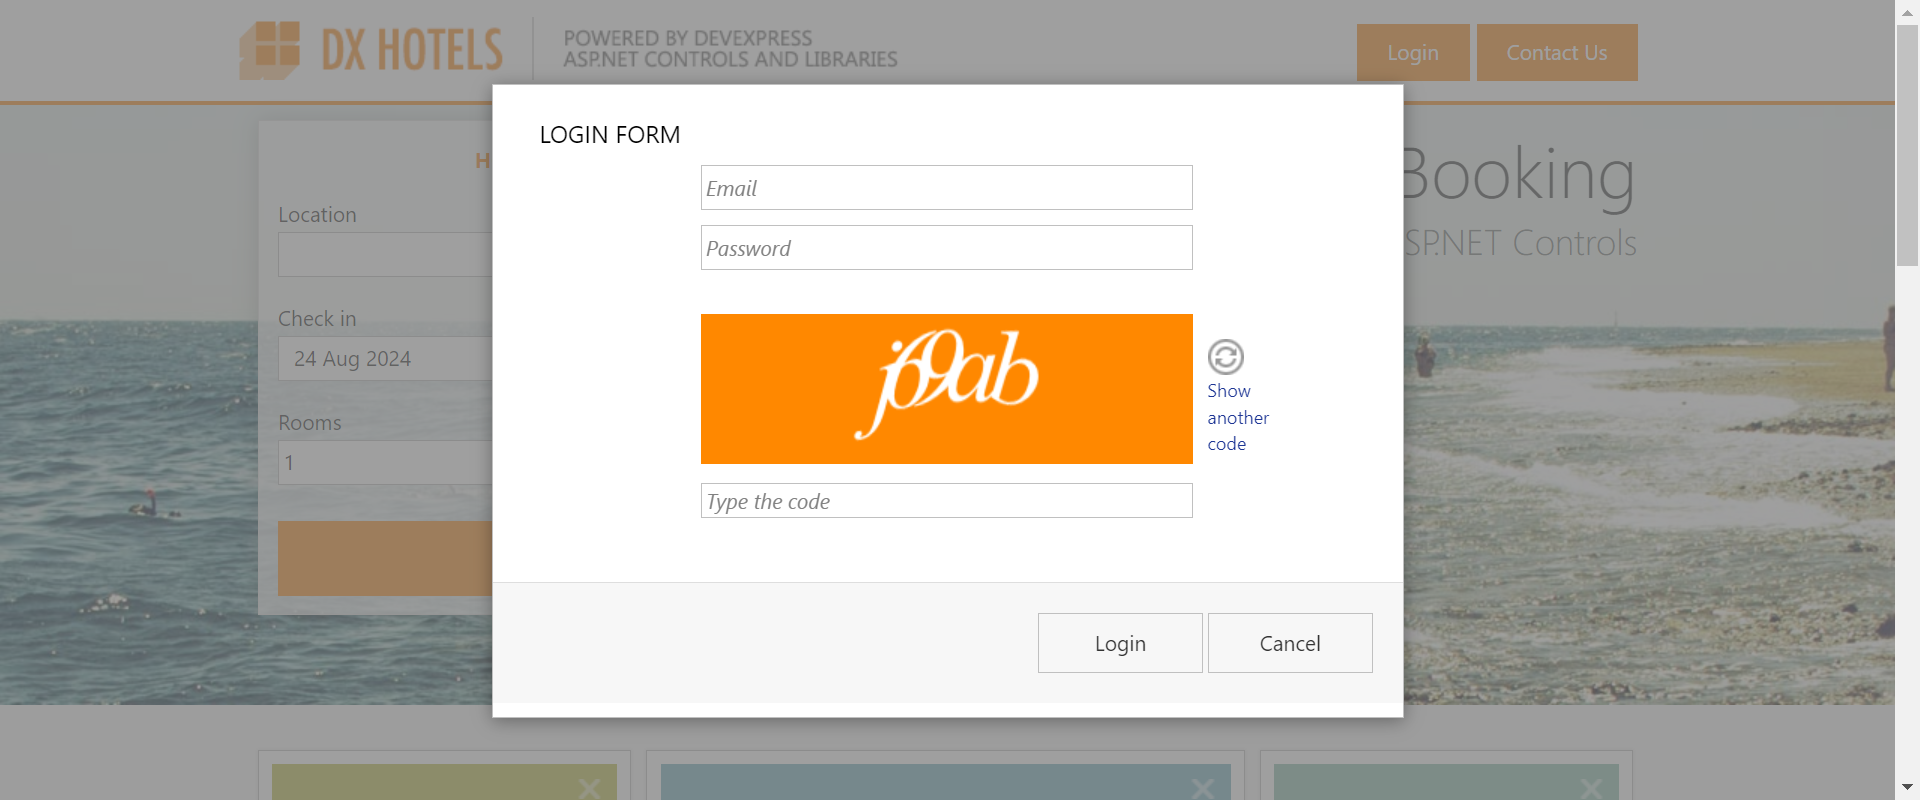 DX HOTELS
POWERED BY DEVEXPRESS
ASP.NET CONTROLS AND LIBRARIES
Login
Contact Us
LOGIN FORM
Email
Password
Show
another
code
Type the code
Login
Cancel
H
Location
Check in
24 Aug 2024
Rooms
1
Booking
SP.NET Controls